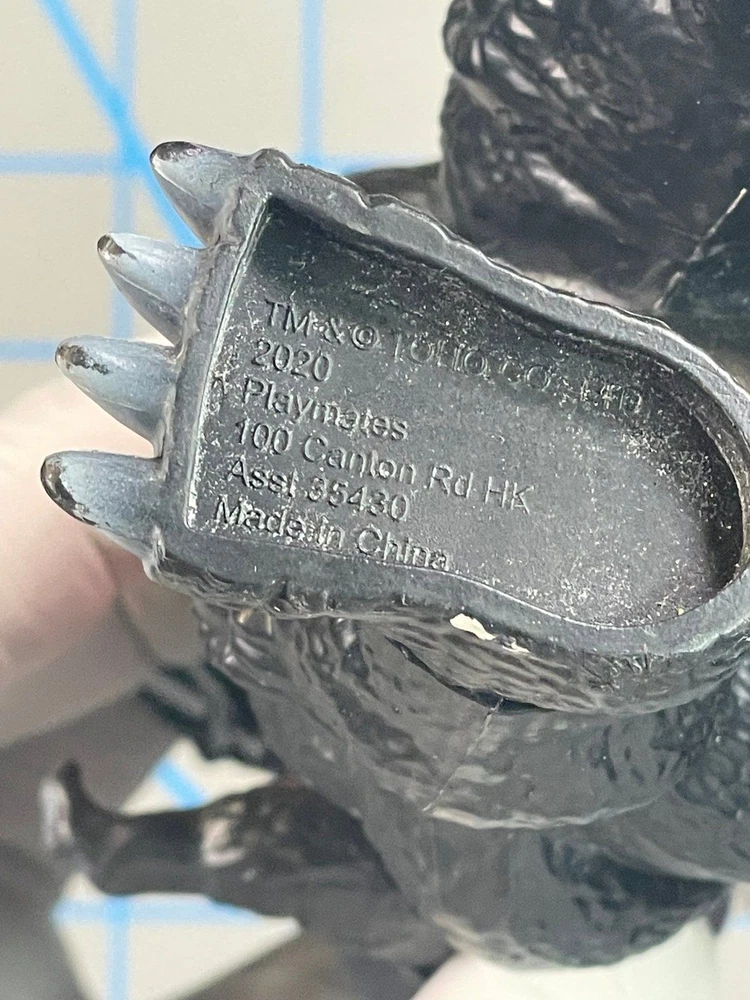 TM & © TOHO CO., LTD.
2020
Playmates
100 Canton Rd HK
Asst 35430
Made in China